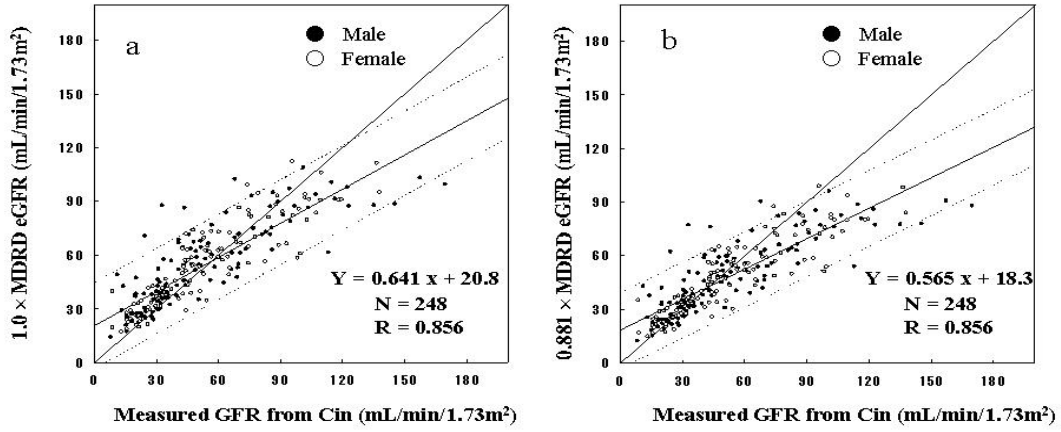 a
Male
Female
1.0 × MDRD eGFR (mL/min/1.73m²)
180
150
120
90
60
30
0
Y = 0.641 x + 20.8
N = 248
R = 0.856
0 30 60 90 120 150 180
Measured GFR from Cin (mL/min/1.73m²)
b
Male
Female
0.881 × MDRD eGFR (mL/min/1.73m²)
180
150
120
90
60
30
0
Y = 0.565 x + 18.3
N = 248
R = 0.856
0 30 60 90 120 150 180
Measured GFR from Cin (mL/min/1.73m²)